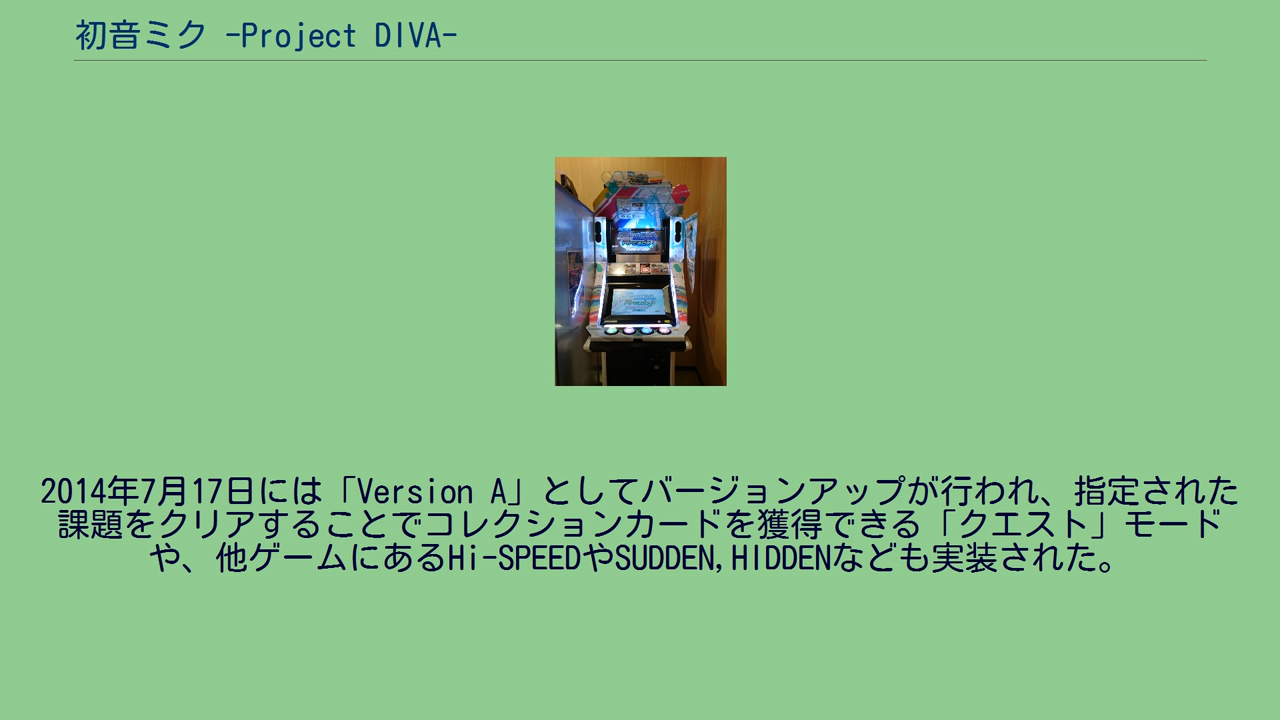 初音ミク -Project DIVA-
2014年7月17日には「Version A」としてバージョンアップが行われ、指定された
課題をクリアすることでコレクションカードを獲得できる「クエスト」モード
や、他ゲームにあるHi-SPEEDやSUDDEN,HIDDENなども実装された。